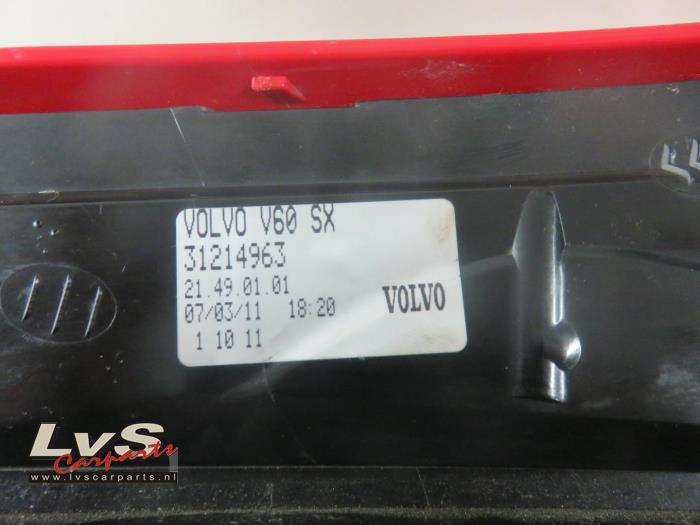 VOLVO V60 SX
31214963
21.49.01.01
07/03/11 18:20
VOLVO
1 10 11
LvS
Carparts
www.lvscarparts.nl